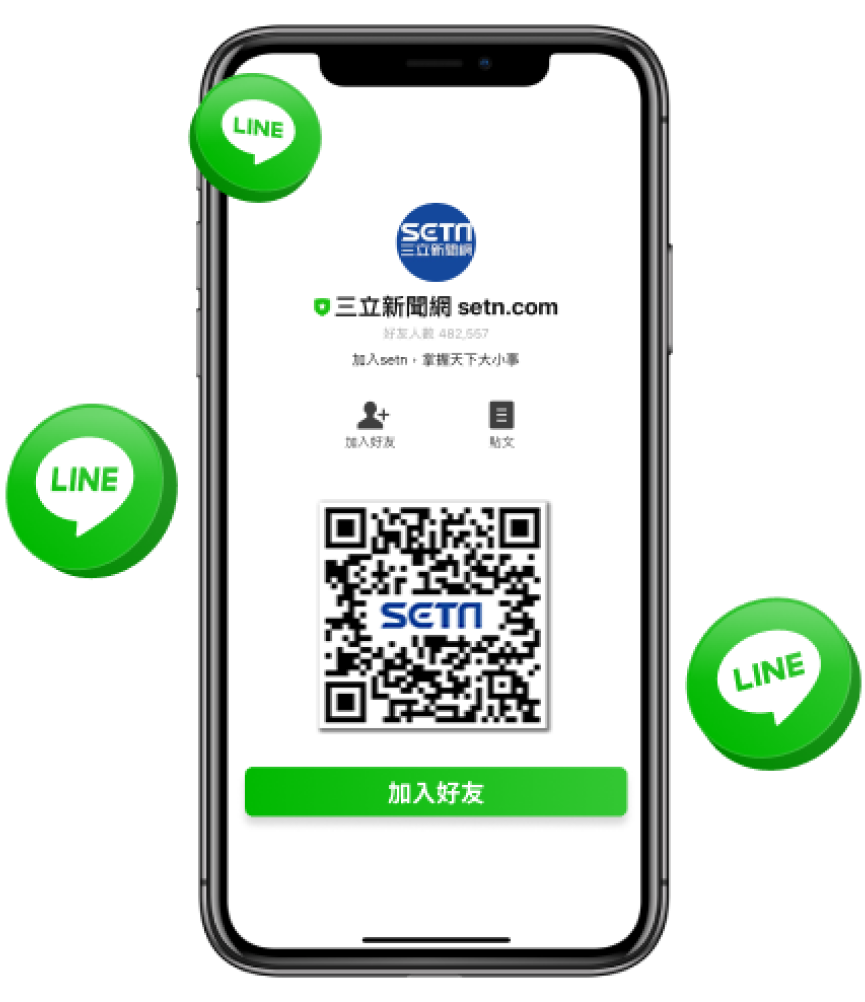 LINE
SETN
三立新聞網
三立新聞網 setn.com
好友人數 482,557
加入setn，掌握天下大小事
加入好友
貼文
LINE
SETN
LINE
加入好友